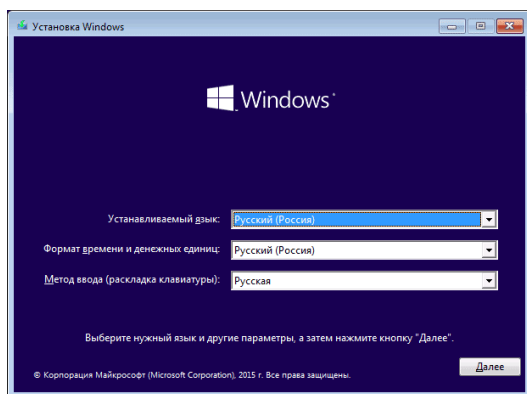 Установка Windows
Windows
Устанавливаемый язык: Русский (Россия)
Формат времени и денежных единиц: Русский (Россия)
Метод ввода (раскладка клавиатуры): Русская
Выберите нужный язык и другие параметры, а затем нажмите кнопку "Далее".
Далее
© Корпорация Майкрософт (Microsoft Corporation), 2015 г. Все права защищены.